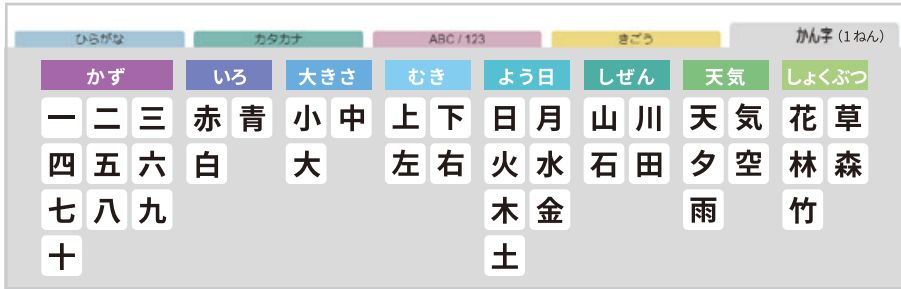 ひらがな カタカナ ABC / 123 きごう かん字 (1ねん)
かず いろ 大きさ むき よう日 しぜん 天気 しょくぶつ
一 二 三 赤 青 小 中 上 下 日 月 山 川 天 気 花 草
四 五 六 白 大 左 右 火 水 石 田 夕 空 林 森
七 八 九 木 金 雨 竹
十 土